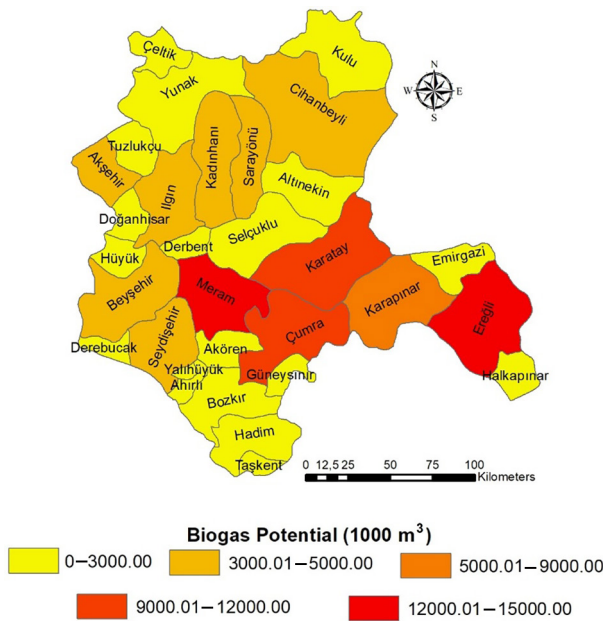 Çeltik
Kulu
Yunak
Cihanbeyli
N
W E
S
Tuzlukçu
Akşehir
Ilgın
Kadınhanı
Sarayönü
Altınekin
Doğanhisar
Derbent
Selçuklu
Hüyük
Karatay
Emirgazi
Beyşehir
Meram
Karapınar
Ereğli
Derebucak
Seydişehir
Akören
Çumra
Yalıhüyük
Ahırlı
Güneysınır
Halkapınar
Bozkır
Hadim
Taşkent
0 12,5 25 50 75 100
Kilometers
Biogas Potential (1000 m³)
0–3000.00 3000.01–5000.00 5000.01–9000.00
9000.01–12000.00 12000.01–15000.00